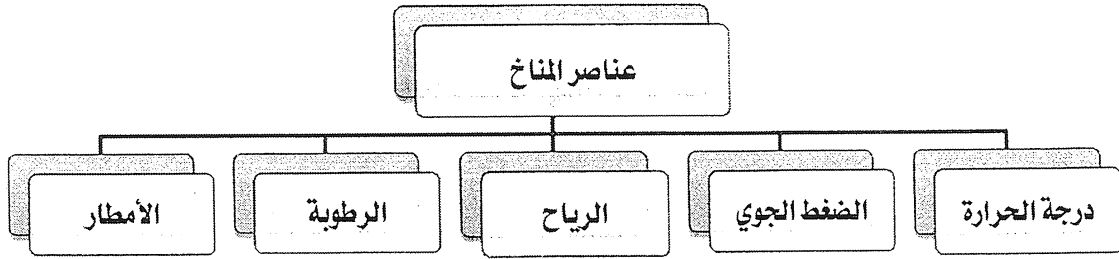 عناصر المناخ
درجة الحرارة
الضغط الجوي
الرياح
الرطوبة
الأمطار